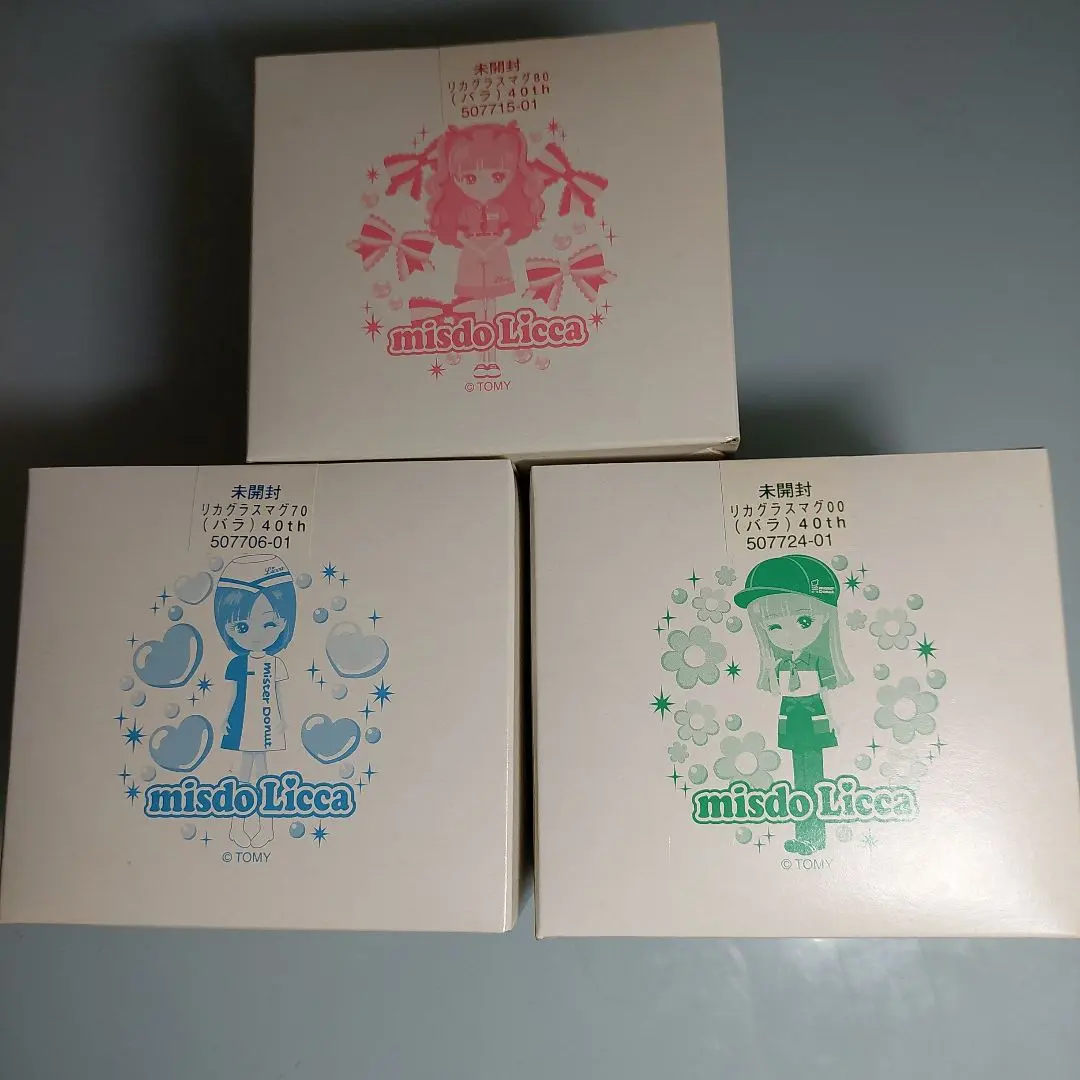 未開封
リカグラスマグ80
(バラ) 40th
507715-01
misdo Licca
© TOMY
未開封
リカグラスマグ70
(バラ) 40th
507706-01
Licca
mister Donut
misdo Licca
© TOMY
未開封
リカグラスマグ00
(バラ) 40th
507724-01
mister Donut
misdo Licca
© TOMY